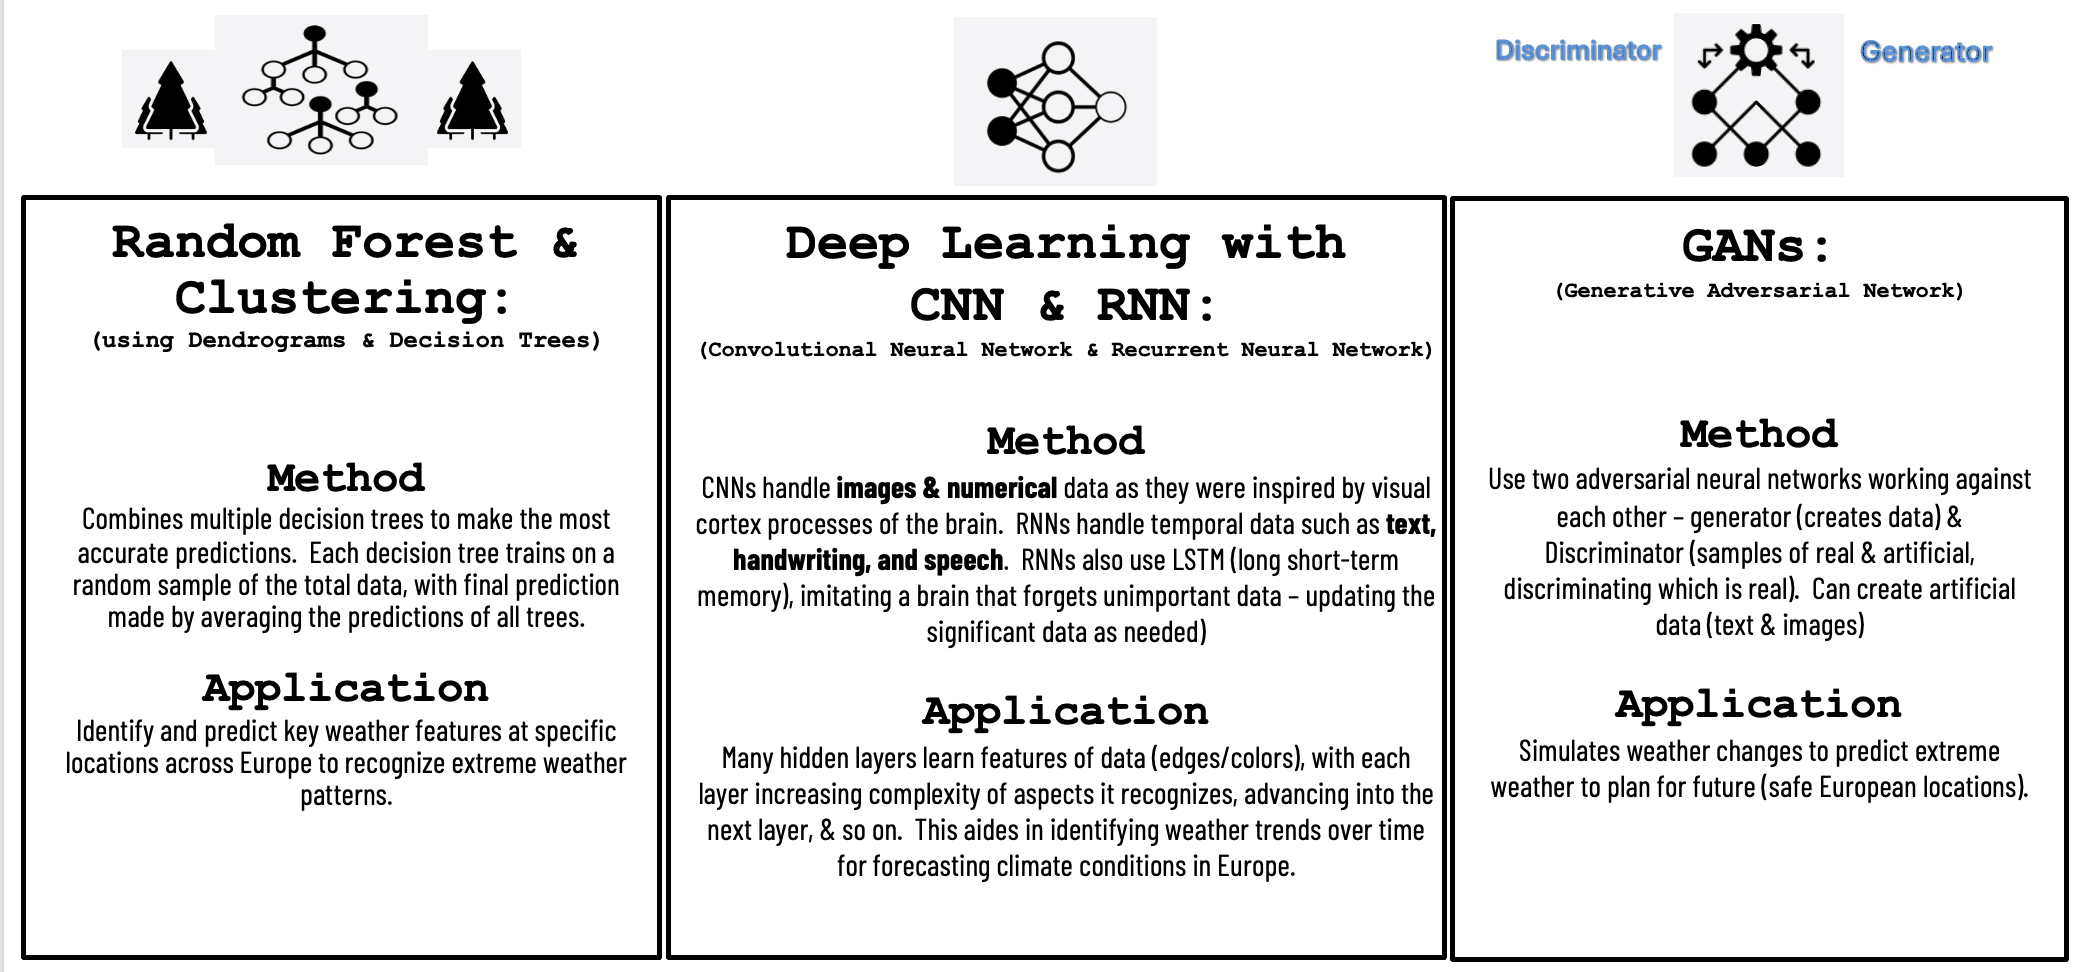 Discriminator
Generator
Random Forest &
Clustering:
(using Dendrograms & Decision Trees)
Method
Combines multiple decision trees to make the most
accurate predictions.  Each decision tree trains on a
random sample of the total data, with final prediction
made by averaging the predictions of all trees.
Application
Identify and predict key weather features at specific
locations across Europe to recognize extreme weather
patterns.
Deep Learning with
CNN & RNN:
(Convolutional Neural Network & Recurrent Neural Network)
Method
CNNs handle images & numerical data as they were inspired by visual
cortex processes of the brain.  RNNs handle temporal data such as text,
handwriting, and speech.  RNNs also use LSTM (long short-term
memory), imitating a brain that forgets unimportant data – updating the
significant data as needed)
Application
Many hidden layers learn features of data (edges/colors), with each
layer increasing complexity of aspects it recognizes, advancing into the
next layer, & so on.  This aides in identifying weather trends over time
for forecasting climate conditions in Europe.
GANs:
(Generative Adversarial Network)
Method
Use two adversarial neural networks working against
each other – generator (creates data) &
Discriminator (samples of real & artificial,
discriminating which is real).  Can create artificial
data (text & images)
Application
Simulates weather changes to predict extreme
weather to plan for future (safe European locations).